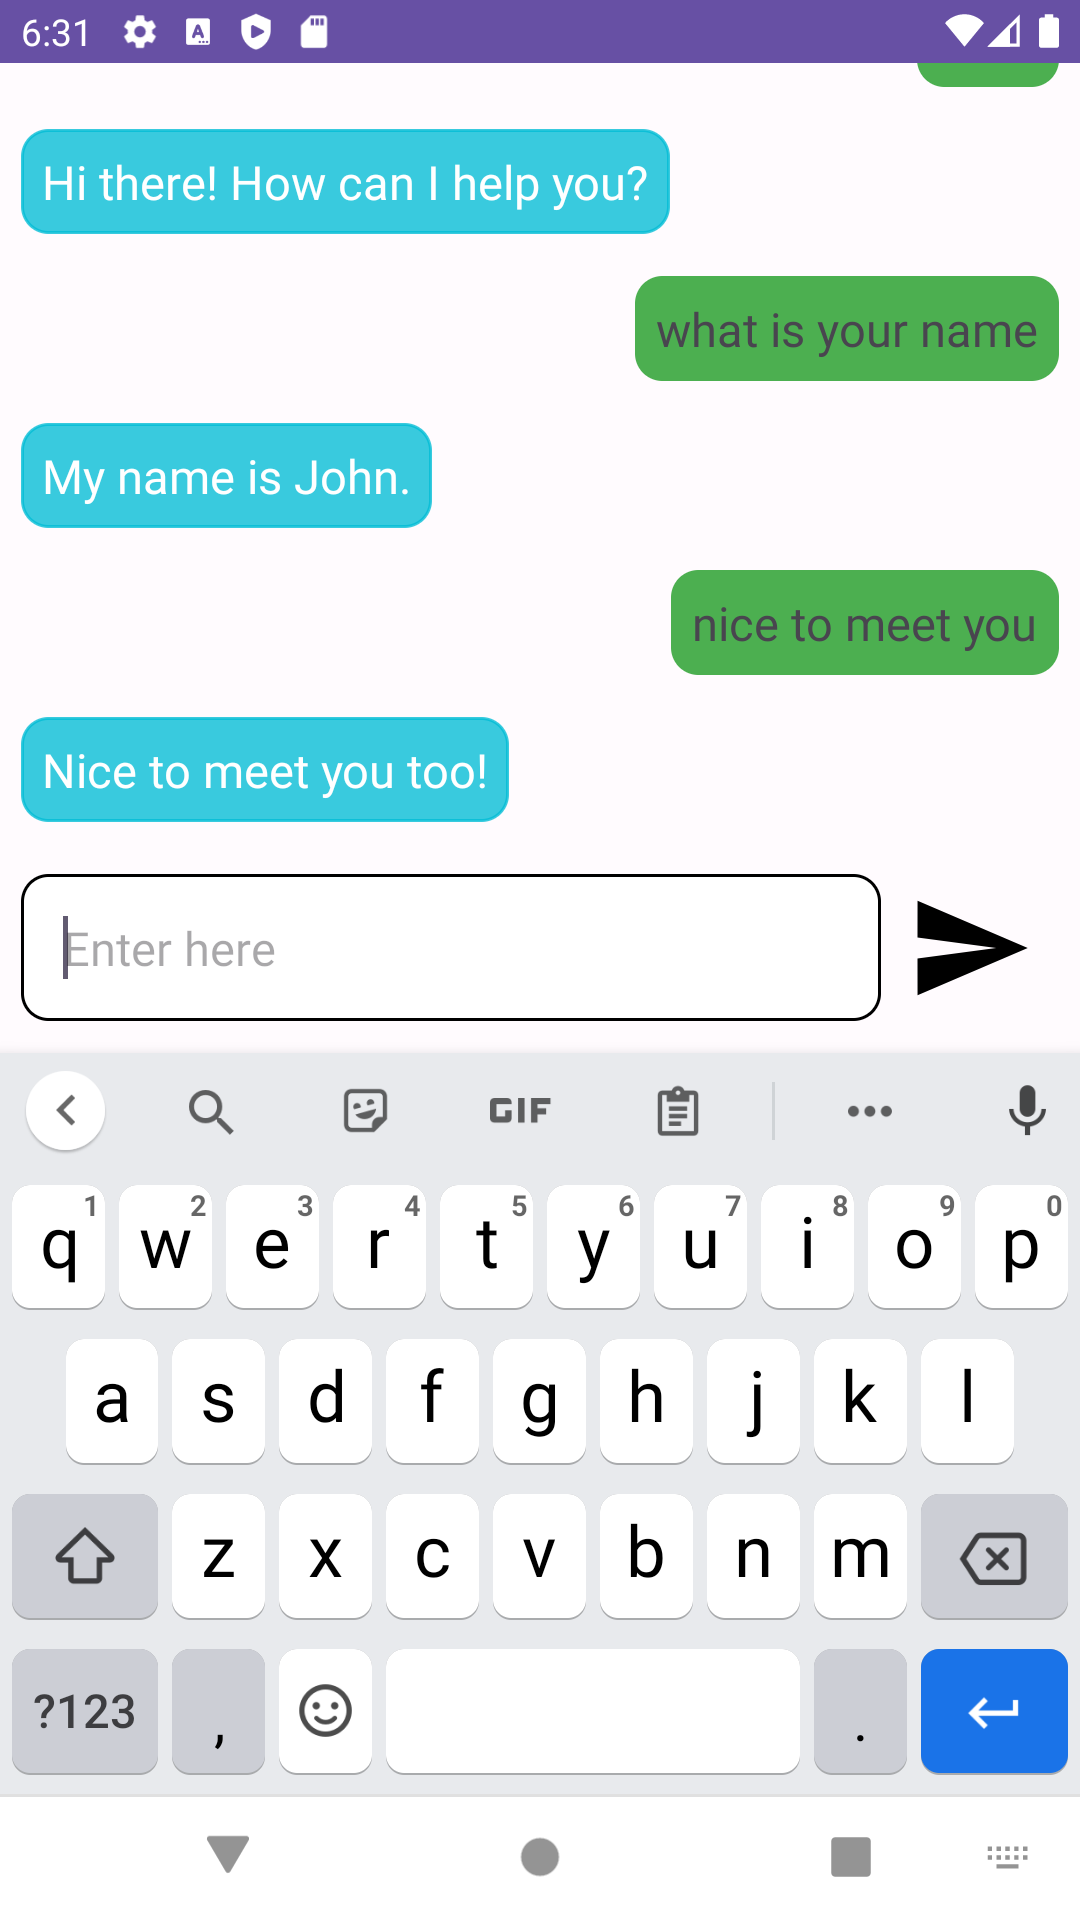 6:31
Hi there! How can I help you?
what is your name
My name is John.
nice to meet you
Nice to meet you too!
Enter here
GIF
1 2 3 4 5 6 7 8 9 0
q w e r t y u i o p
a s d f g h j k l
z x c v b n m
?123 , .